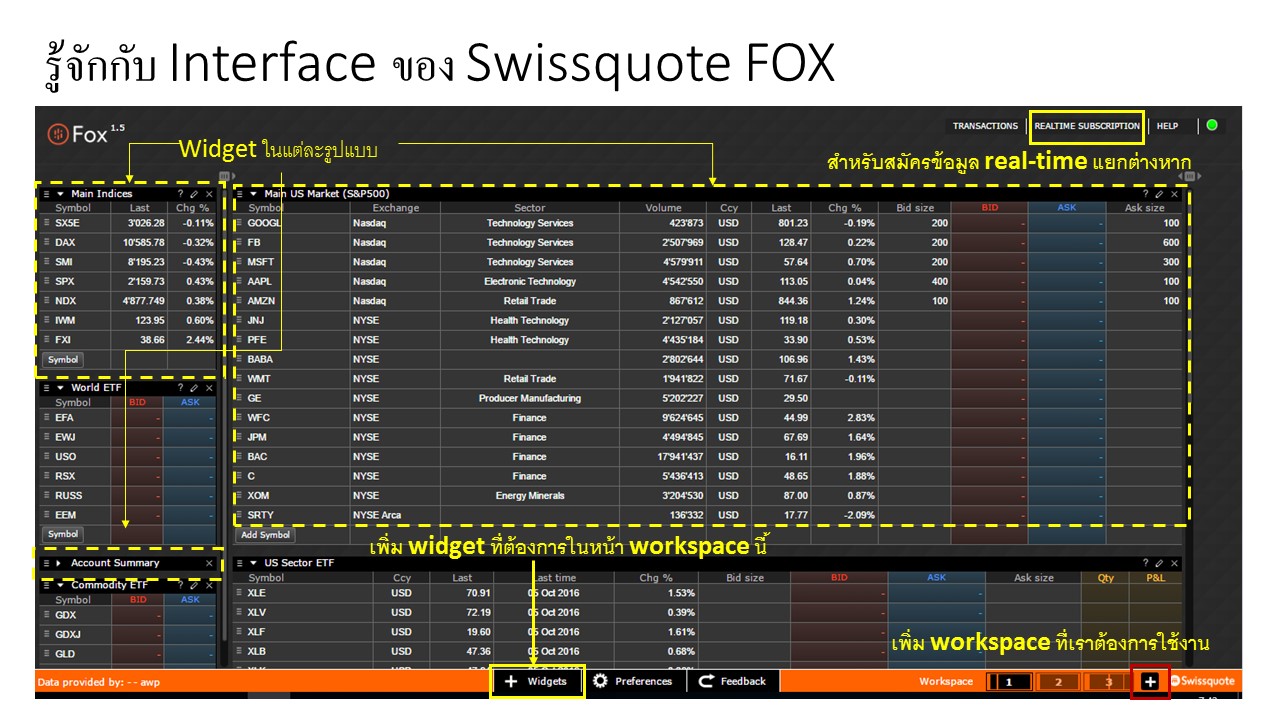 รู้จักกับ Interface ของ Swissquote FOX
Fox 1.5
TRANSACTIONS REALTIME SUBSCRIPTION HELP
Widget ในแต่ละรูปแบบ
สำหรับสมัครข้อมูล real-time แยกต่างหาก
Main Indices ?
Symbol Last Chg %
SX5E 3'026.28 -0.11%
DAX 10'585.78 -0.32%
SMI 8'195.23 -0.43%
SPX 2'159.73 0.43%
NDX 4'877.749 0.38%
IWM 123.95 0.60%
FXI 38.66 2.44%
Symbol
World ETF ?
Symbol BID ASK
EFA - -
EWJ - -
USO - -
RSX - -
RUSS - -
EEM - -
Symbol
Account Summary
Commodity ETF ?
Symbol BID ASK
GDX - -
GDXJ - -
GLD - -
Main US Market (S&P500) ?
Symbol Exchange Sector Volume Ccy Last Chg % Bid size BID ASK Ask size
GOOGL Nasdaq Technology Services 423'873 USD 801.23 -0.19% 200 - - 100
FB Nasdaq Technology Services 2'507'969 USD 128.47 0.22% 200 - - 600
MSFT Nasdaq Technology Services 4'579'911 USD 57.64 0.70% 200 - - 300
AAPL Nasdaq Electronic Technology 4'542'550 USD 113.05 0.04% 400 - - 100
AMZN Nasdaq Retail Trade 867'612 USD 844.36 1.24% 100 - - 100
JNJ NYSE Health Technology 2'127'057 USD 119.18 0.30% - -
PFE NYSE Health Technology 4'435'184 USD 33.90 0.53% - -
BABA NYSE 2'802'644 USD 106.96 1.43% - -
WMT NYSE Retail Trade 1'941'822 USD 71.67 -0.11% - -
GE NYSE Producer Manufacturing 5'202'227 USD 29.50 - -
WFC NYSE Finance 9'624'645 USD 44.99 2.83% - -
JPM NYSE Finance 4'494'845 USD 67.69 1.64% - -
BAC NYSE Finance 17'941'437 USD 16.11 1.96% - -
C NYSE Finance 5'436'413 USD 48.65 1.88% - -
XOM NYSE Energy Minerals 3'204'530 USD 87.00 0.87% - -
SRTY NYSE Arca 136'332 USD 17.77 -2.09% - -
Add Symbol
เพิ่ม widget ที่ต้องการในหน้า workspace นี้
US Sector ETF ?
Symbol Ccy Last Last time Chg % Bid size BID ASK Ask size Qty P&L
XLE USD 70.91 05 Oct 2016 1.53% - -
XLV USD 72.19 05 Oct 2016 0.39% - -
XLF USD 19.60 05 Oct 2016 1.61% - -
XLB USD 47.36 05 Oct 2016 0.68% - -
เพิ่ม workspace ที่เราต้องการใช้งาน
Data provided by: - - awp
+ Widgets Preferences Feedback
Workspace 1 2 3 + Swissquote